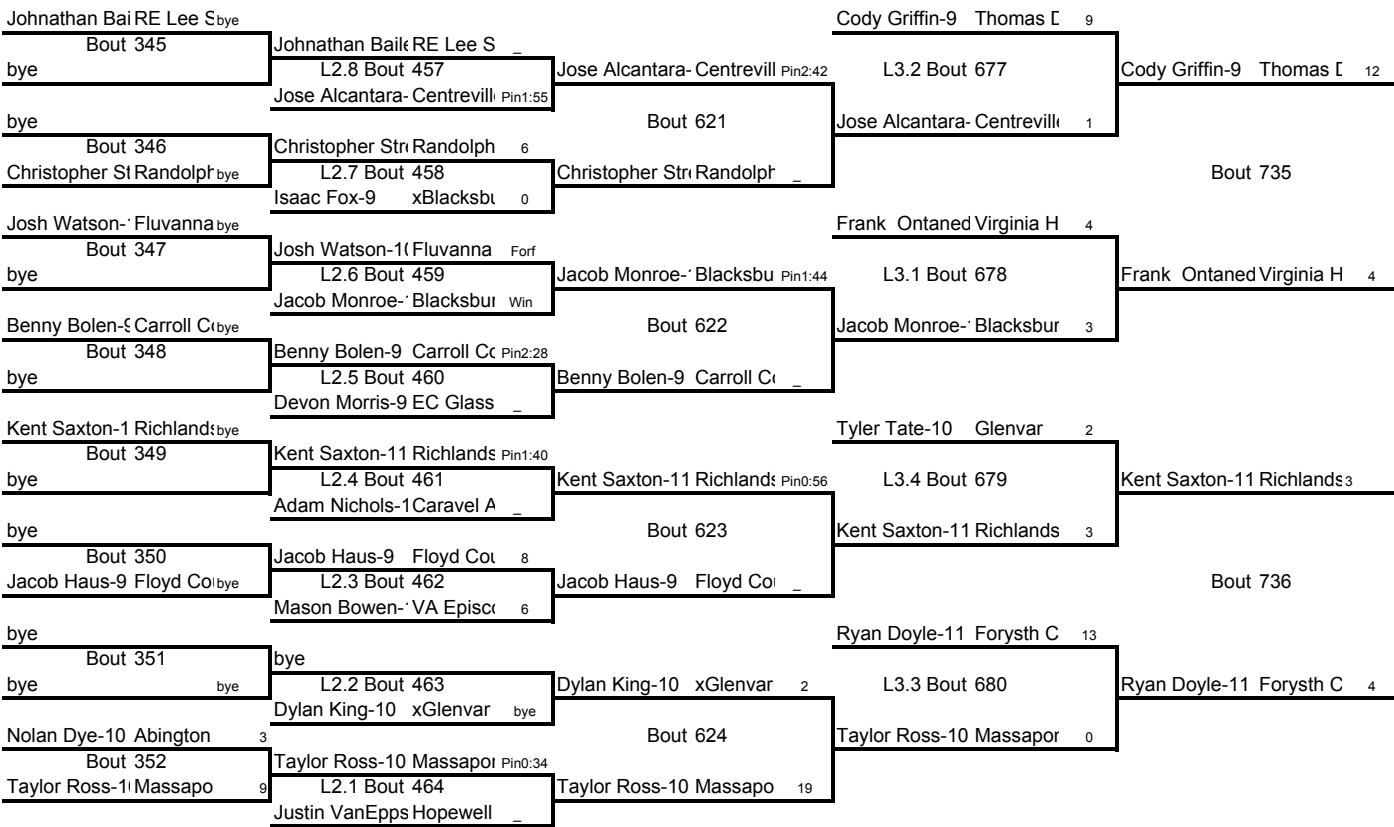 Johnathan Bai RE Lee S bye
Bout 345
bye
bye
Bout 346
Christopher St Randolph bye
Josh Watson- Fluvanna bye
Bout 347
bye
Benny Bolen-9 Carroll Co bye
Bout 348
bye
Kent Saxton-1 Richlands bye
Bout 349
bye
bye
Bout 350
Jacob Haus-9 Floyd Cou bye
bye
Bout 351
bye bye
Nolan Dye-10 Abington 3
Bout 352
Taylor Ross-10 Massapo 9
Johnathan Baile RE Lee S _
L2.8 Bout 457
Jose Alcantara- Centreville Pin1:55
Christopher Stre Randolph 6
L2.7 Bout 458
Isaac Fox-9 xBlacksbu 0
Josh Watson-10 Fluvanna Forf
L2.6 Bout 459
Jacob Monroe- Blacksbur Win
Benny Bolen-9 Carroll Co Pin2:28
L2.5 Bout 460
Devon Morris-9 EC Glass _
Kent Saxton-11 Richlands Pin1:40
L2.4 Bout 461
Adam Nichols-1 Caravel A _
Jacob Haus-9 Floyd Cou 8
L2.3 Bout 462
Mason Bowen- VA Episco 6
bye
L2.2 Bout 463
Dylan King-10 xGlenvar bye
Taylor Ross-10 Massapor Pin0:34
L2.1 Bout 464
Justin VanEpps Hopewell _
Jose Alcantara- Centrevill Pin2:42
Bout 621
Christopher Stre Randolph _
Jacob Monroe- Blacksbu Pin1:44
Bout 622
Benny Bolen-9 Carroll Co _
Kent Saxton-11 Richlands Pin0:56
Bout 623
Jacob Haus-9 Floyd Cou _
Dylan King-10 xGlenvar 2
Bout 624
Taylor Ross-10 Massapo 19
Cody Griffin-9 Thomas D 9
L3.2 Bout 677
Jose Alcantara- Centreville 1
Frank Ontaned Virginia H 4
L3.1 Bout 678
Jacob Monroe- Blacksbur 3
Tyler Tate-10 Glenvar 2
L3.4 Bout 679
Kent Saxton-11 Richlands 3
Ryan Doyle-11 Forysth C 13
L3.3 Bout 680
Taylor Ross-10 Massapor 0
Cody Griffin-9 Thomas D 12
Bout 735
Frank Ontaned Virginia H 4
Kent Saxton-11 Richlands 3
Bout 736
Ryan Doyle-11 Forysth C 4